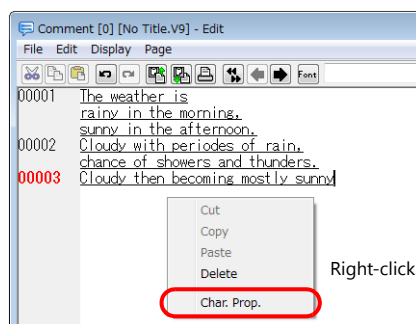 Comment [0] [No Title.V9] - Edit
File Edit Display Page
Font
00001 The weather is
rainy in the morning,
sunny in the afternoon.
00002 Cloudy with periodes of rain,
chance of showers and thunders.
00003 Cloudy then becoming mostly sunny
Cut
Copy
Paste
Delete
Right-click
Char. Prop.